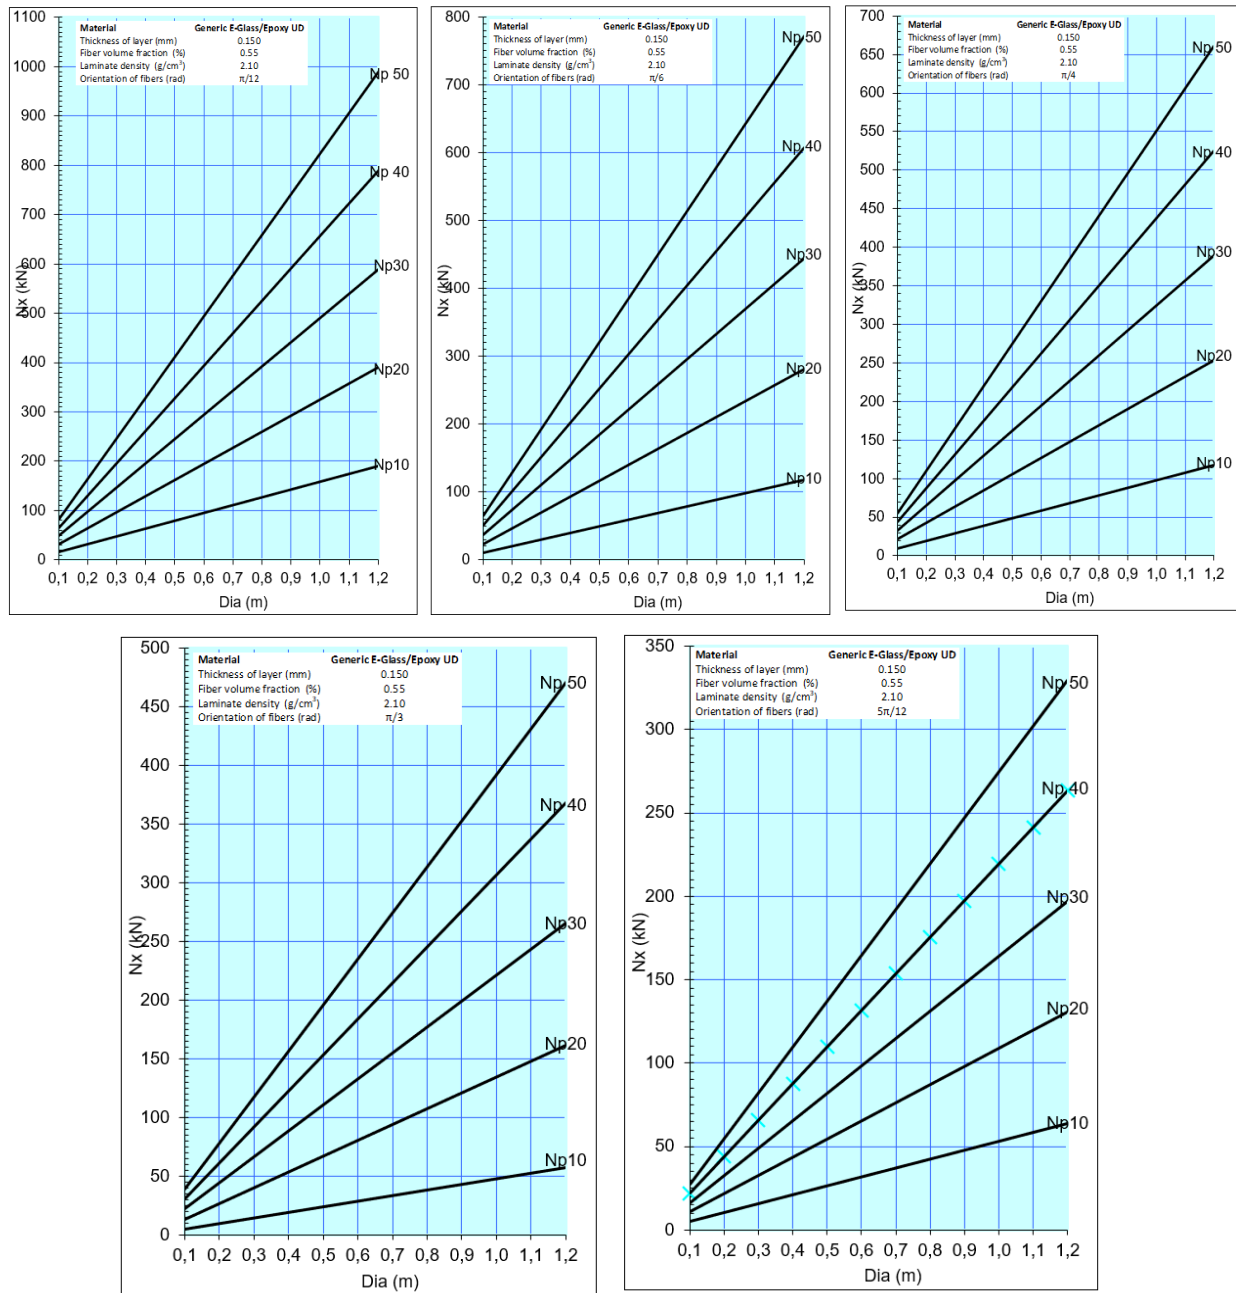 Material Generic E-Glass/Epoxy UD
Thickness of layer (mm) 0.150
Fiber volume fraction (%) 0.55
Laminate density (g/cm³) 2.10
Orientation of fibers (rad) π/12
1100
1000
900
800
700
600
500
400
300
200
100
0
Nx (kN)
Np 50
Np 40
Np30
Np20
Np10
0,1 0,2 0,3 0,4 0,5 0,6 0,7 0,8 0,9 1,0 1,1 1,2
Dia (m)
Material Generic E-Glass/Epoxy UD
Thickness of layer (mm) 0.150
Fiber volume fraction (%) 0.55
Laminate density (g/cm³) 2.10
Orientation of fibers (rad) π/6
800
700
600
500
400
300
200
100
0
Nx (kN)
Np 50
Np 40
Np30
Np20
Np10
0,1 0,2 0,3 0,4 0,5 0,6 0,7 0,8 0,9 1,0 1,1 1,2
Dia (m)
Material Generic E-Glass/Epoxy UD
Thickness of layer (mm) 0.150
Fiber volume fraction (%) 0.55
Laminate density (g/cm³) 2.10
Orientation of fibers (rad) π/4
700
650
600
550
500
450
400
350
300
250
200
150
100
50
0
Nx (kN)
Np 50
Np 40
Np30
Np20
Np10
0,1 0,2 0,3 0,4 0,5 0,6 0,7 0,8 0,9 1,0 1,1 1,2
Dia (m)
Material Generic E-Glass/Epoxy UD
Thickness of layer (mm) 0.150
Fiber volume fraction (%) 0.55
Laminate density (g/cm³) 2.10
Orientation of fibers (rad) π/3
500
450
400
350
300
250
200
150
100
50
0
Nx (kN)
Np 50
Np 40
Np30
Np20
Np10
0,1 0,2 0,3 0,4 0,5 0,6 0,7 0,8 0,9 1,0 1,1 1,2
Dia (m)
Material Generic E-Glass/Epoxy UD
Thickness of layer (mm) 0.150
Fiber volume fraction (%) 0.55
Laminate density (g/cm³) 2.10
Orientation of fibers (rad) 5π/12
350
300
250
200
150
100
50
0
Nx (kN)
Np 50
Np 40
Np30
Np20
Np10
0,1 0,2 0,3 0,4 0,5 0,6 0,7 0,8 0,9 1,0 1,1 1,2
Dia (m)